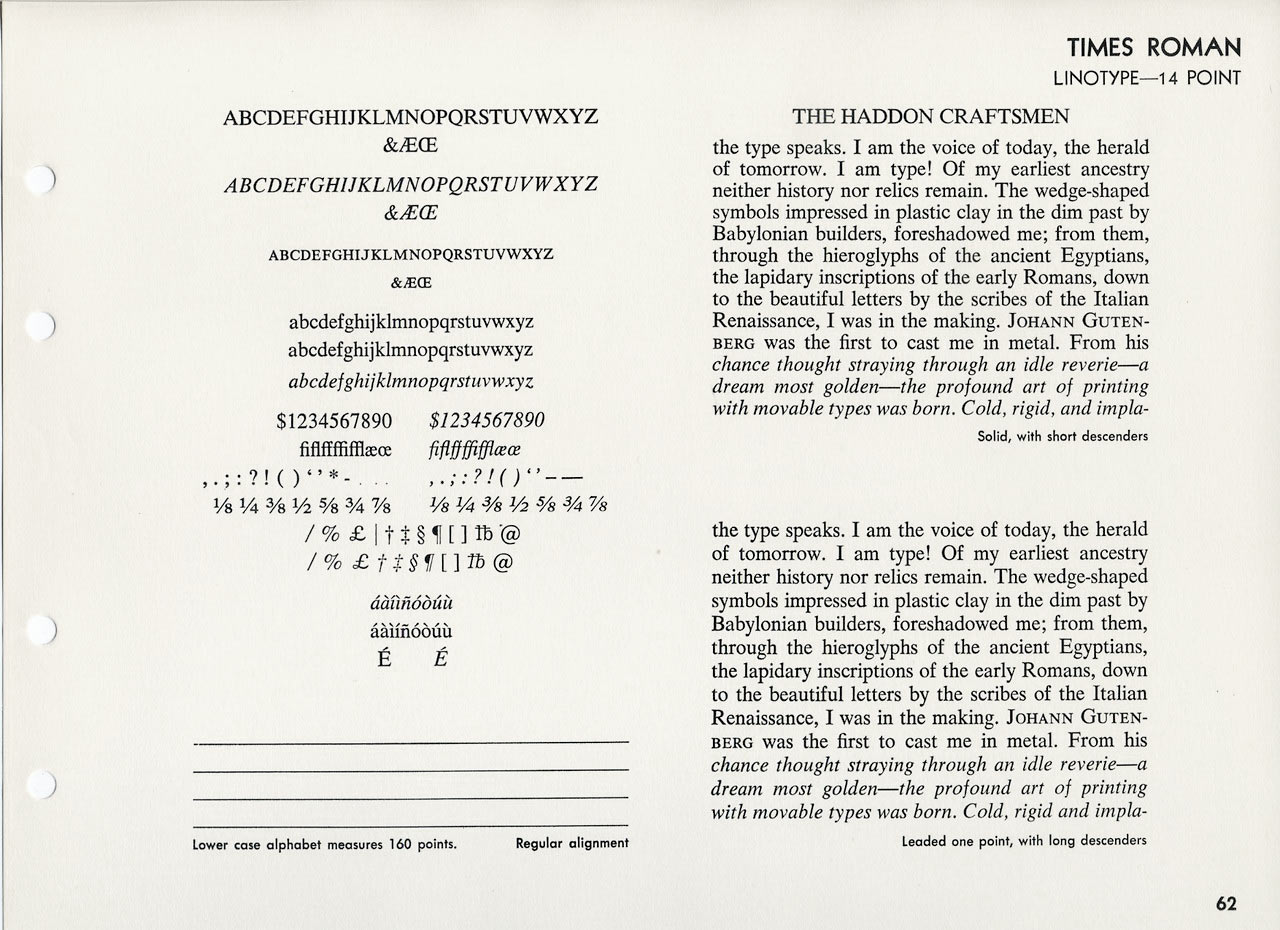 TIMES ROMAN
LINOTYPE—14 POINT
ABCDEFGHIJKLMNOPQRSTUVWXYZ
&ÆŒ
ABCDEFGHIJKLMNOPQRSTUVWXYZ
&ÆŒ
ABCDEFGHIJKLMNOPQRSTUVWXYZ
&ÆŒ
abcdefghijklmnopqrstuvwxyz
abcdefghijklmnopqrstuvwxyz
abcdefghijklmnopqrstuvwxyz
$1234567890 $1234567890
fiflffffifflæœ fiflffffifflæœ
,.;:?!()‘’*-... ,.;:?!()‘’-—
⅛ ¼ ⅜ ½ ⅝ ¾ ⅞ ⅛ ¼ ⅜ ½ ⅝ ¾ ⅞
/ % £ | † ‡ § ¶ [ ] ℔ @
/ % £ † ‡ § ¶ [ ] ℔ @
áàíìñóòúù
áàìíñóòúù
É É
Lower case alphabet measures 160 points. Regular alignment
THE HADDON CRAFTSMEN
the type speaks. I am the voice of today, the herald
of tomorrow. I am type! Of my earliest ancestry
neither history nor relics remain. The wedge-shaped
symbols impressed in plastic clay in the dim past by
Babylonian builders, foreshadowed me; from them,
through the hieroglyphs of the ancient Egyptians,
the lapidary inscriptions of the early Romans, down
to the beautiful letters by the scribes of the Italian
Renaissance, I was in the making. JOHANN GUTEN-
BERG was the first to cast me in metal. From his
chance thought straying through an idle reverie—a
dream most golden—the profound art of printing
with movable types was born. Cold, rigid, and impla-
Solid, with short descenders
the type speaks. I am the voice of today, the herald
of tomorrow. I am type! Of my earliest ancestry
neither history nor relics remain. The wedge-shaped
symbols impressed in plastic clay in the dim past by
Babylonian builders, foreshadowed me; from them,
through the hieroglyphs of the ancient Egyptians,
the lapidary inscriptions of the early Romans, down
to the beautiful letters by the scribes of the Italian
Renaissance, I was in the making. JOHANN GUTEN-
BERG was the first to cast me in metal. From his
chance thought straying through an idle reverie—a
dream most golden—the profound art of printing
with movable types was born. Cold, rigid and impla-
Leaded one point, with long descenders
62